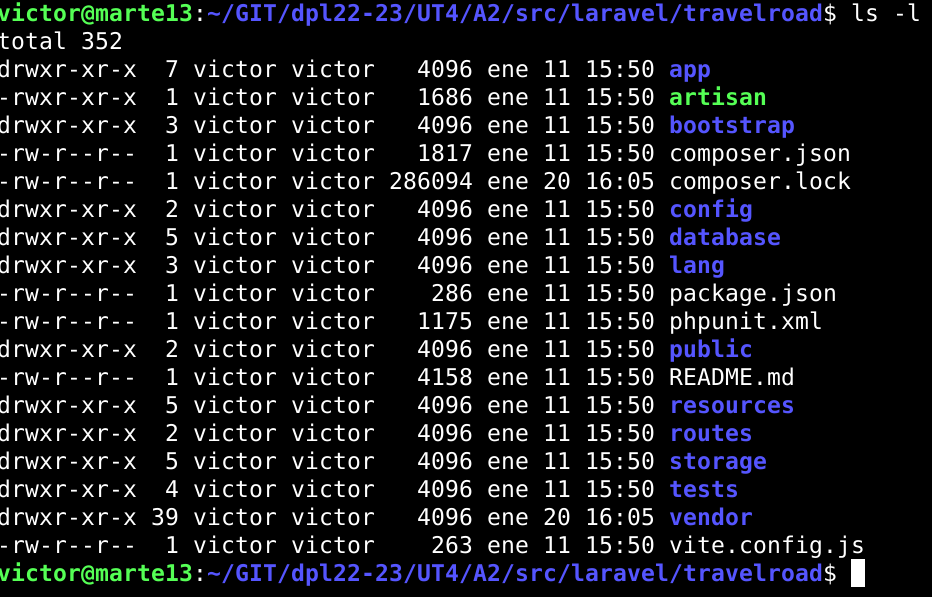 victor@marte13:~/GIT/dpl22-23/UT4/A2/src/laravel/travelroad$ ls -l
total 352
drwxr-xr-x  7 victor victor   4096 ene 11 15:50 app
-rwxr-xr-x  1 victor victor   1686 ene 11 15:50 artisan
drwxr-xr-x  3 victor victor   4096 ene 11 15:50 bootstrap
-rw-r--r--  1 victor victor   1817 ene 11 15:50 composer.json
-rw-r--r--  1 victor victor 286094 ene 20 16:05 composer.lock
drwxr-xr-x  2 victor victor   4096 ene 11 15:50 config
drwxr-xr-x  5 victor victor   4096 ene 11 15:50 database
drwxr-xr-x  3 victor victor   4096 ene 11 15:50 lang
-rw-r--r--  1 victor victor    286 ene 11 15:50 package.json
-rw-r--r--  1 victor victor   1175 ene 11 15:50 phpunit.xml
drwxr-xr-x  2 victor victor   4096 ene 11 15:50 public
-rw-r--r--  1 victor victor   4158 ene 11 15:50 README.md
drwxr-xr-x  5 victor victor   4096 ene 11 15:50 resources
drwxr-xr-x  2 victor victor   4096 ene 11 15:50 routes
drwxr-xr-x  5 victor victor   4096 ene 11 15:50 storage
drwxr-xr-x  4 victor victor   4096 ene 11 15:50 tests
drwxr-xr-x 39 victor victor   4096 ene 20 16:05 vendor
-rw-r--r--  1 victor victor    263 ene 11 15:50 vite.config.js
victor@marte13:~/GIT/dpl22-23/UT4/A2/src/laravel/travelroad$